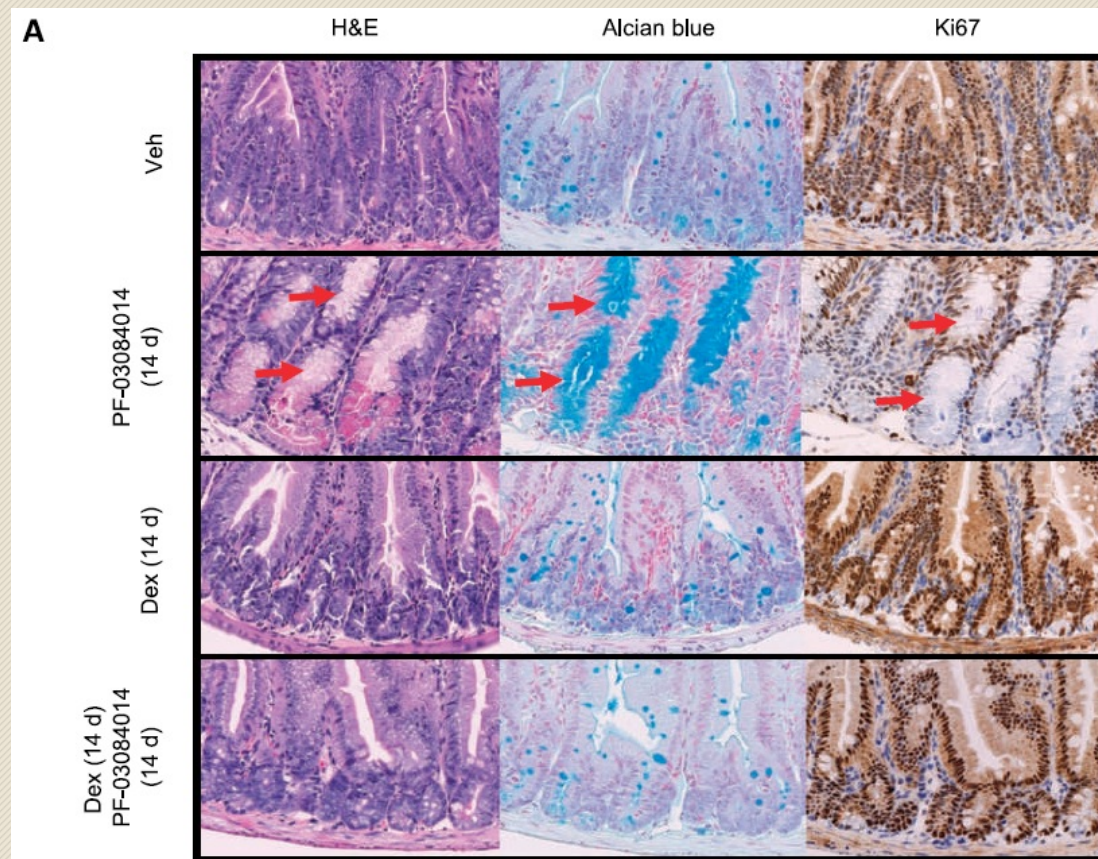 A
H&E
Alcian blue
Ki67
Veh
PF-03084014
(14 d)
Dex (14 d)
Dex (14 d)
PF-03084014
(14 d)